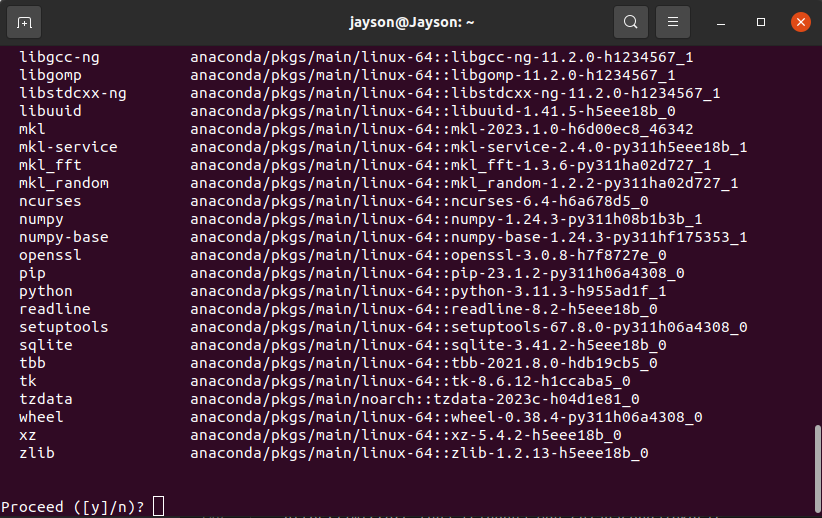 jayson@Jayson: ~
libgcc-ng anaconda/pkgs/main/linux-64::libgcc-ng-11.2.0-h1234567_1
libgomp anaconda/pkgs/main/linux-64::libgomp-11.2.0-h1234567_1
libstdcxx-ng anaconda/pkgs/main/linux-64::libstdcxx-ng-11.2.0-h1234567_1
libuuid anaconda/pkgs/main/linux-64::libuuid-1.41.5-h5eee18b_0
mkl anaconda/pkgs/main/linux-64::mkl-2023.1.0-h6d00ec8_46342
mkl-service anaconda/pkgs/main/linux-64::mkl-service-2.4.0-py311h5eee18b_1
mkl_fft anaconda/pkgs/main/linux-64::mkl_fft-1.3.6-py311ha02d727_1
mkl_random anaconda/pkgs/main/linux-64::mkl_random-1.2.2-py311ha02d727_1
ncurses anaconda/pkgs/main/linux-64::ncurses-6.4-h6a678d5_0
numpy anaconda/pkgs/main/linux-64::numpy-1.24.3-py311h08b1b3b_1
numpy-base anaconda/pkgs/main/linux-64::numpy-base-1.24.3-py311hf175353_1
openssl anaconda/pkgs/main/linux-64::openssl-3.0.8-h7f8727e_0
pip anaconda/pkgs/main/linux-64::pip-23.1.2-py311h06a4308_0
python anaconda/pkgs/main/linux-64::python-3.11.3-h955ad1f_1
readline anaconda/pkgs/main/linux-64::readline-8.2-h5eee18b_0
setuptools anaconda/pkgs/main/linux-64::setuptools-67.8.0-py311h06a4308_0
sqlite anaconda/pkgs/main/linux-64::sqlite-3.41.2-h5eee18b_0
tbb anaconda/pkgs/main/linux-64::tbb-2021.8.0-hdb19cb5_0
tk anaconda/pkgs/main/linux-64::tk-8.6.12-h1ccaba5_0
tzdata anaconda/pkgs/main/noarch::tzdata-2023c-h04d1e81_0
wheel anaconda/pkgs/main/linux-64::wheel-0.38.4-py311h06a4308_0
xz anaconda/pkgs/main/linux-64::xz-5.4.2-h5eee18b_0
zlib anaconda/pkgs/main/linux-64::zlib-1.2.13-h5eee18b_0
Proceed ([y]/n)?